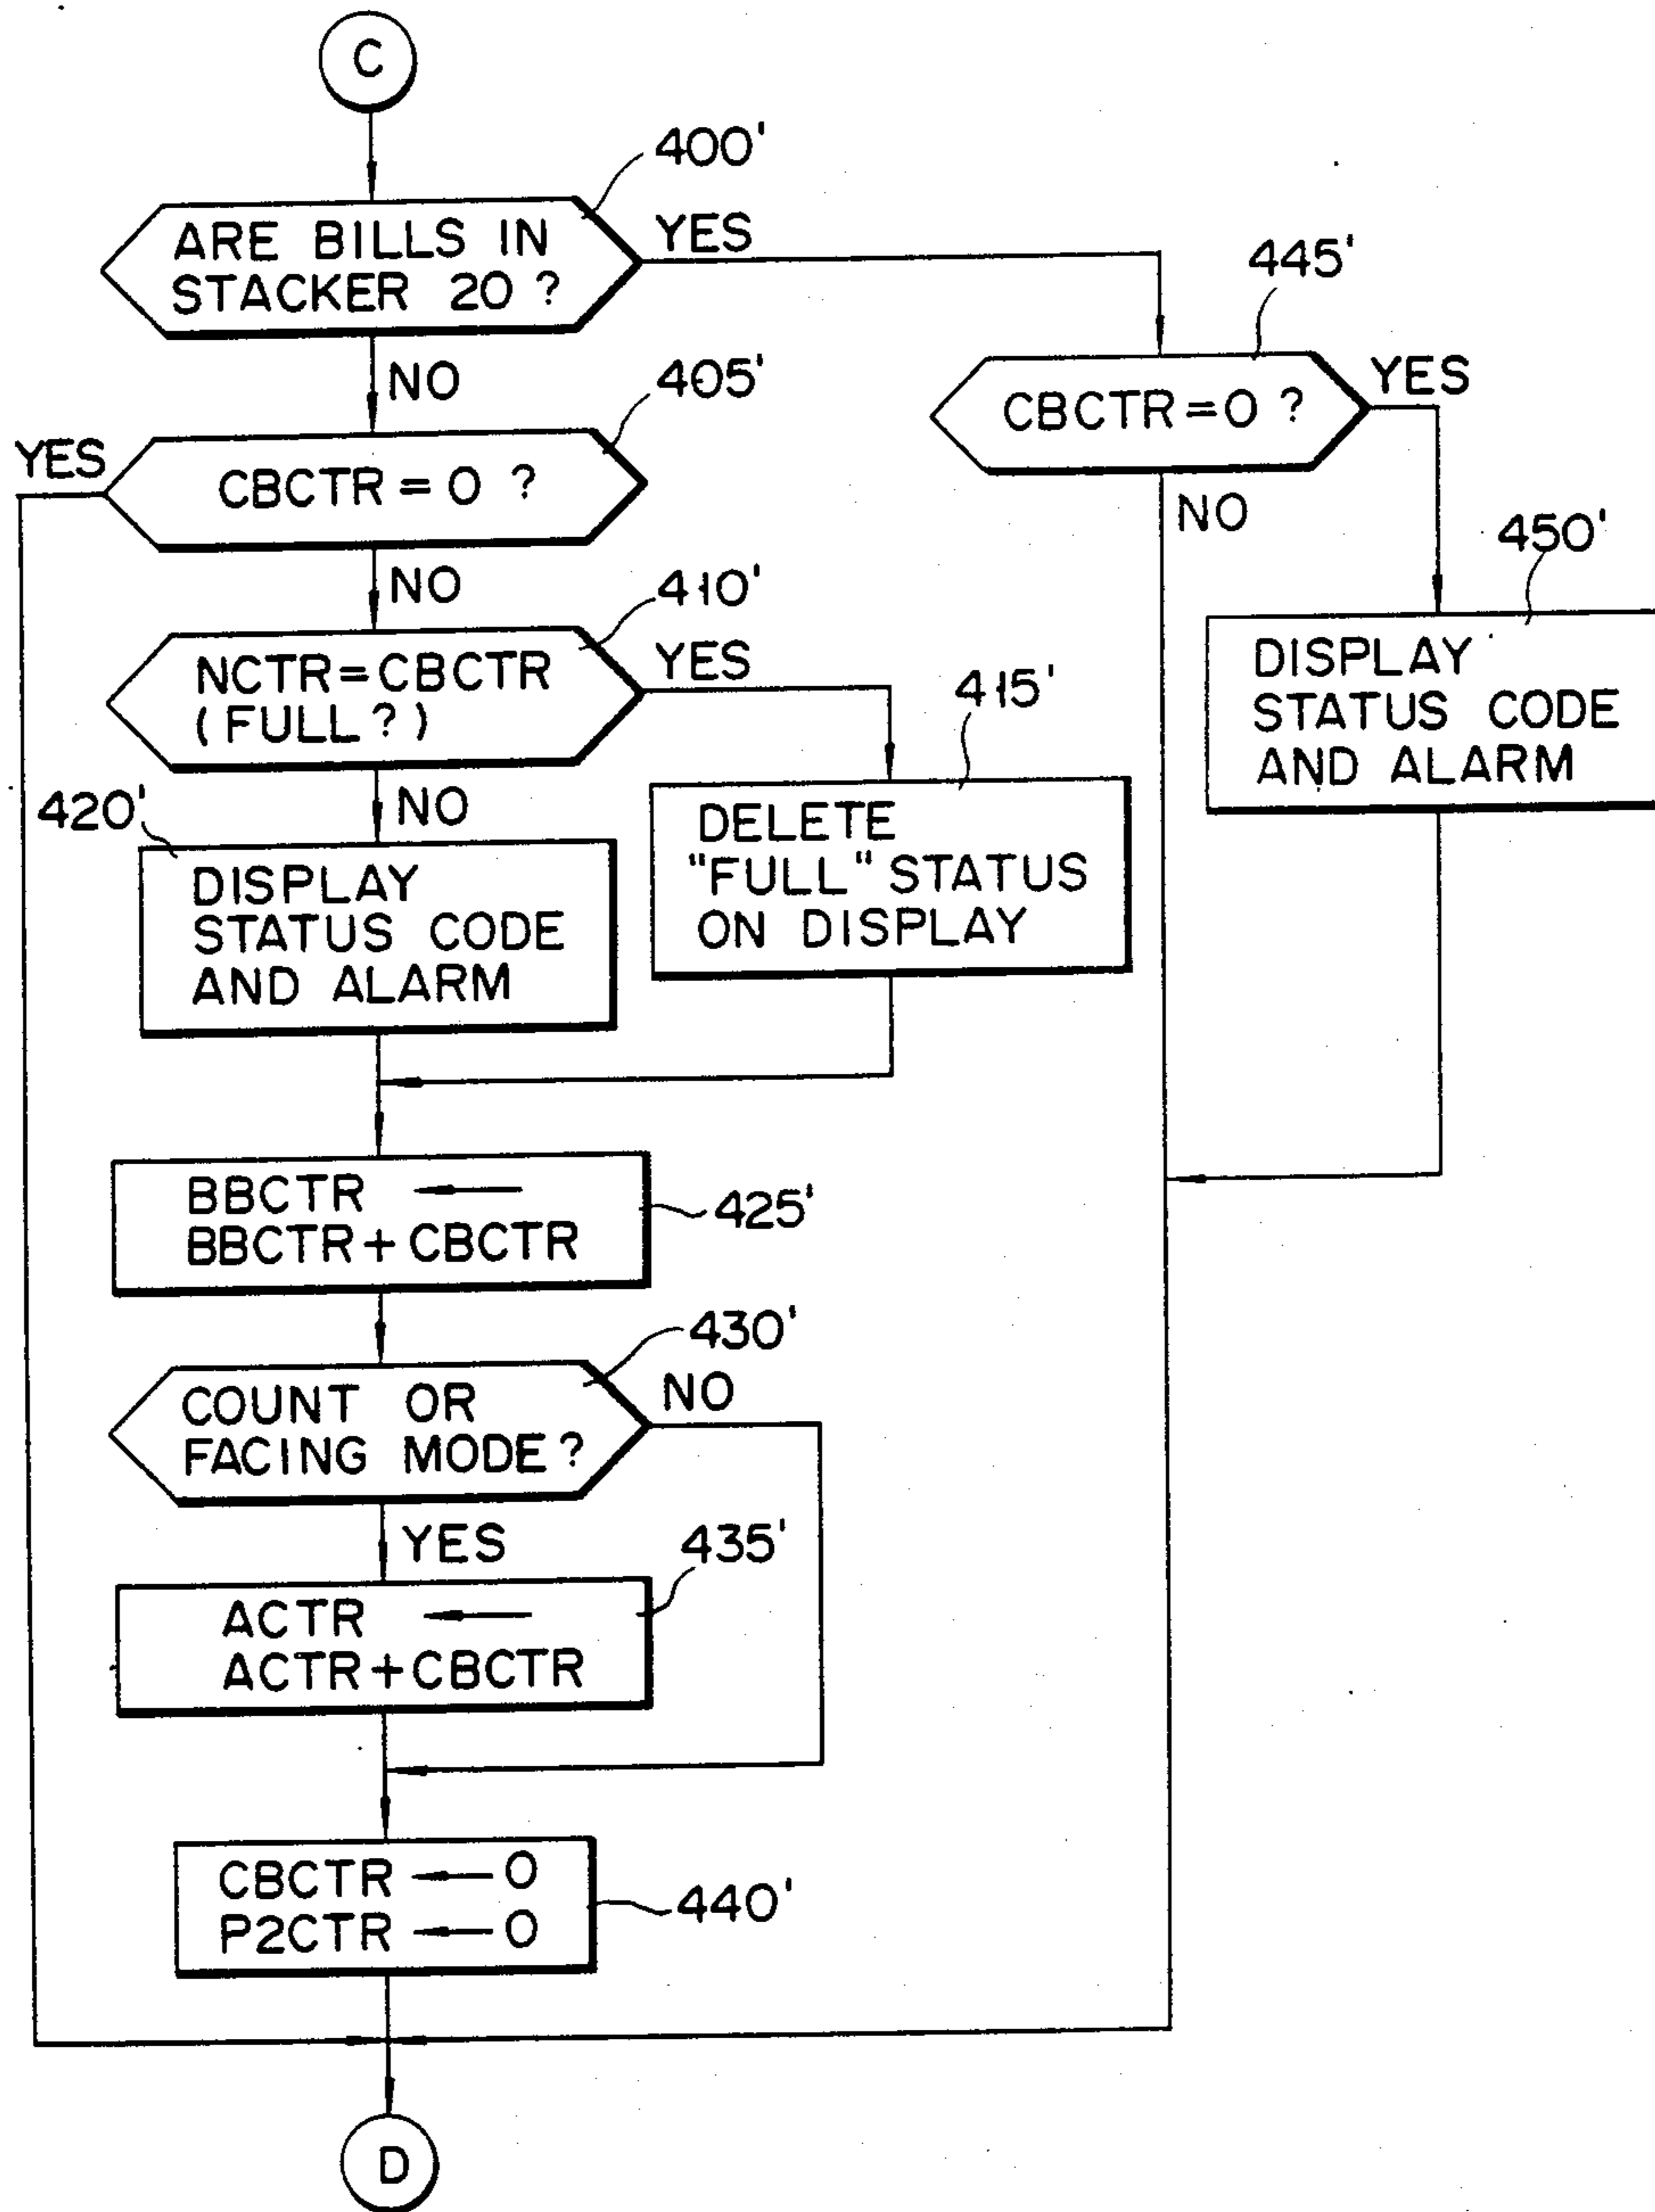 C
400'
ARE BILLS IN
STACKER 20 ?
YES
NO
445'
CBCTR = 0 ?
YES
NO
405'
YES
CBCTR = 0 ?
NO
450'
DISPLAY
STATUS CODE
AND ALARM
410'
NCTR = CBCTR
( FULL ? )
YES
NO
415'
DELETE
"FULL" STATUS
ON DISPLAY
420'
DISPLAY
STATUS CODE
AND ALARM
BBCTR ←
BBCTR + CBCTR
425'
430'
COUNT OR
FACING MODE ?
NO
YES
435'
ACTR ←
ACTR + CBCTR
CBCTR ← 0
P2CTR ← 0
440'
D